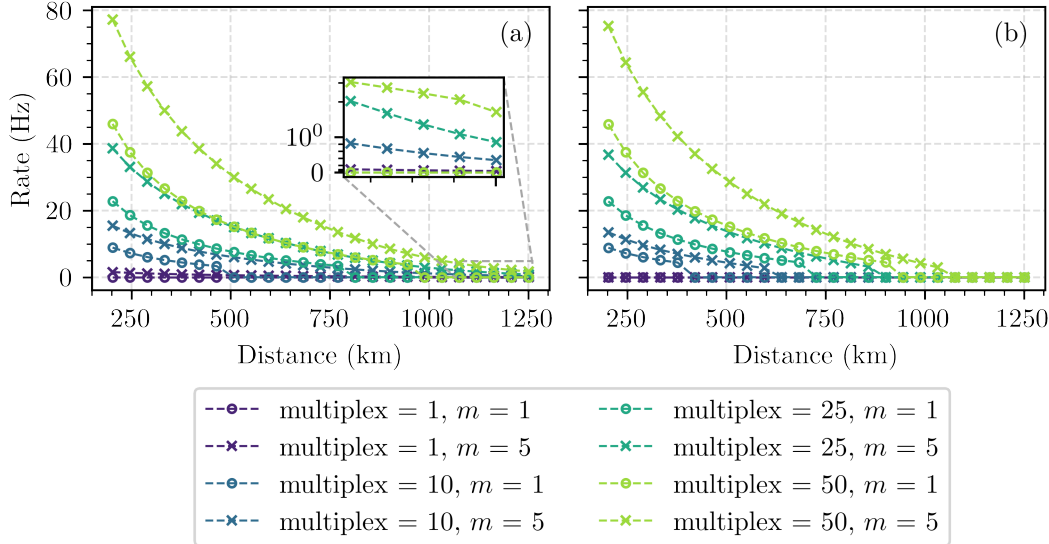 80
60
40
20
0
Rate (Hz)
(a)
10⁰
0
250
500
750
1000
1250
Distance (km)
(b)
250
500
750
1000
1250
Distance (km)
multiplex = 1, m = 1
multiplex = 1, m = 5
multiplex = 10, m = 1
multiplex = 10, m = 5
multiplex = 25, m = 1
multiplex = 25, m = 5
multiplex = 50, m = 1
multiplex = 50, m = 5